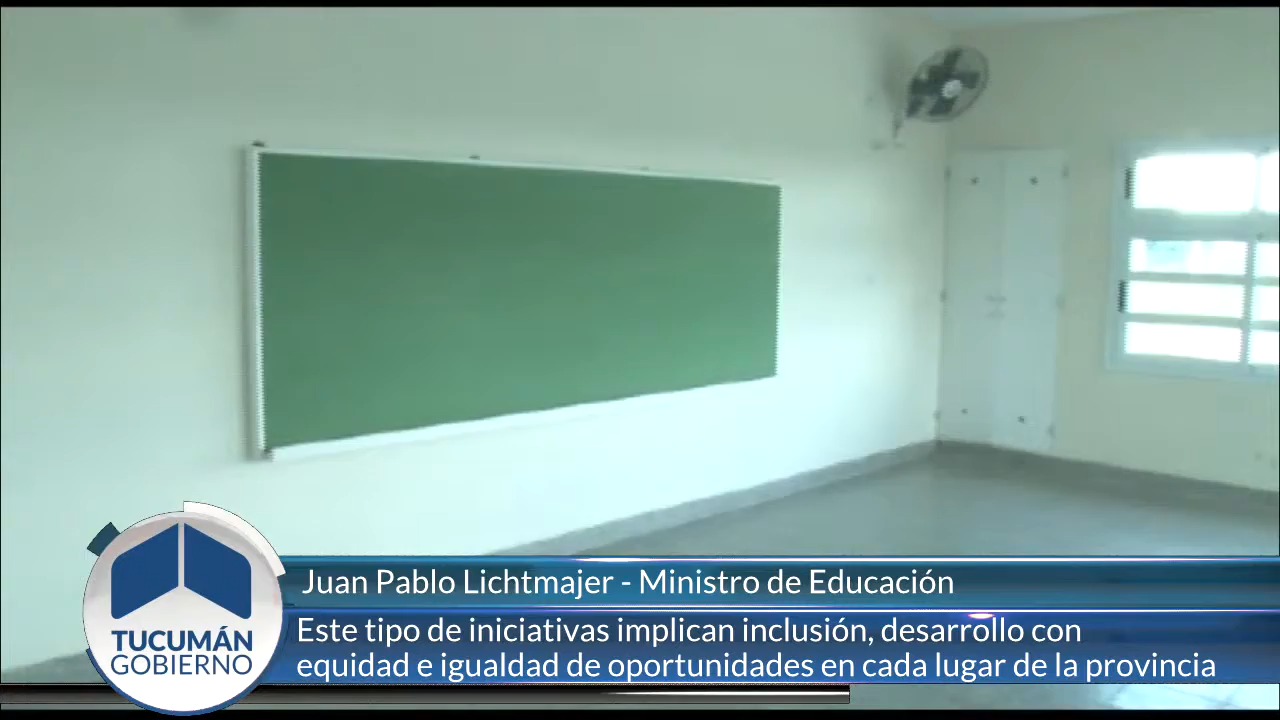 Juan Pablo Lichtmajer - Ministro de Educación
Este tipo de iniciativas implican inclusión, desarrollo con
equidad e igualdad de oportunidades en cada lugar de la provincia
TUCUMÁN
GOBIERNO